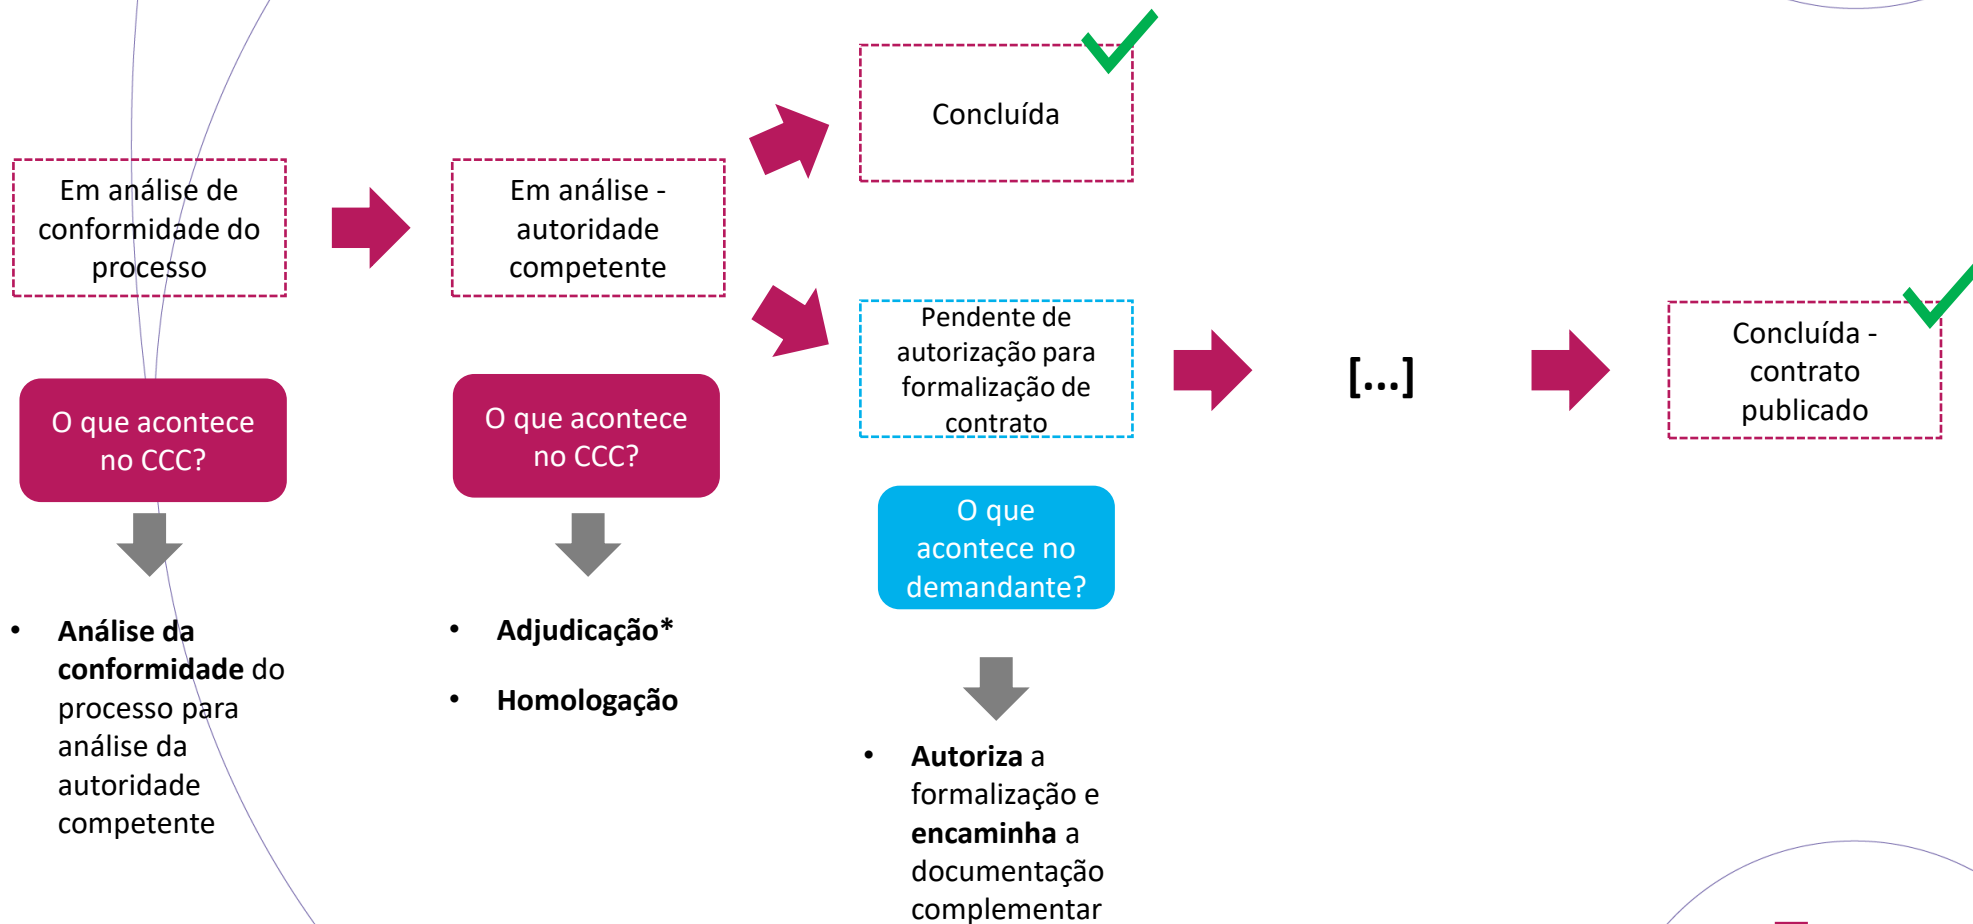 Concluída
Em análise de
conformidade do
processo
Em análise -
autoridade
competente
Pendente de
autorização para
formalização de
contrato
[...]
Concluída -
contrato
publicado
O que acontece
no CCC?
O que acontece
no CCC?
O que
acontece no
demandante?
• Análise da
conformidade do
processo para
análise da
autoridade
competente
• Adjudicação*
• Homologação
• Autoriza a
formalização e
encaminha a
documentação
complementar